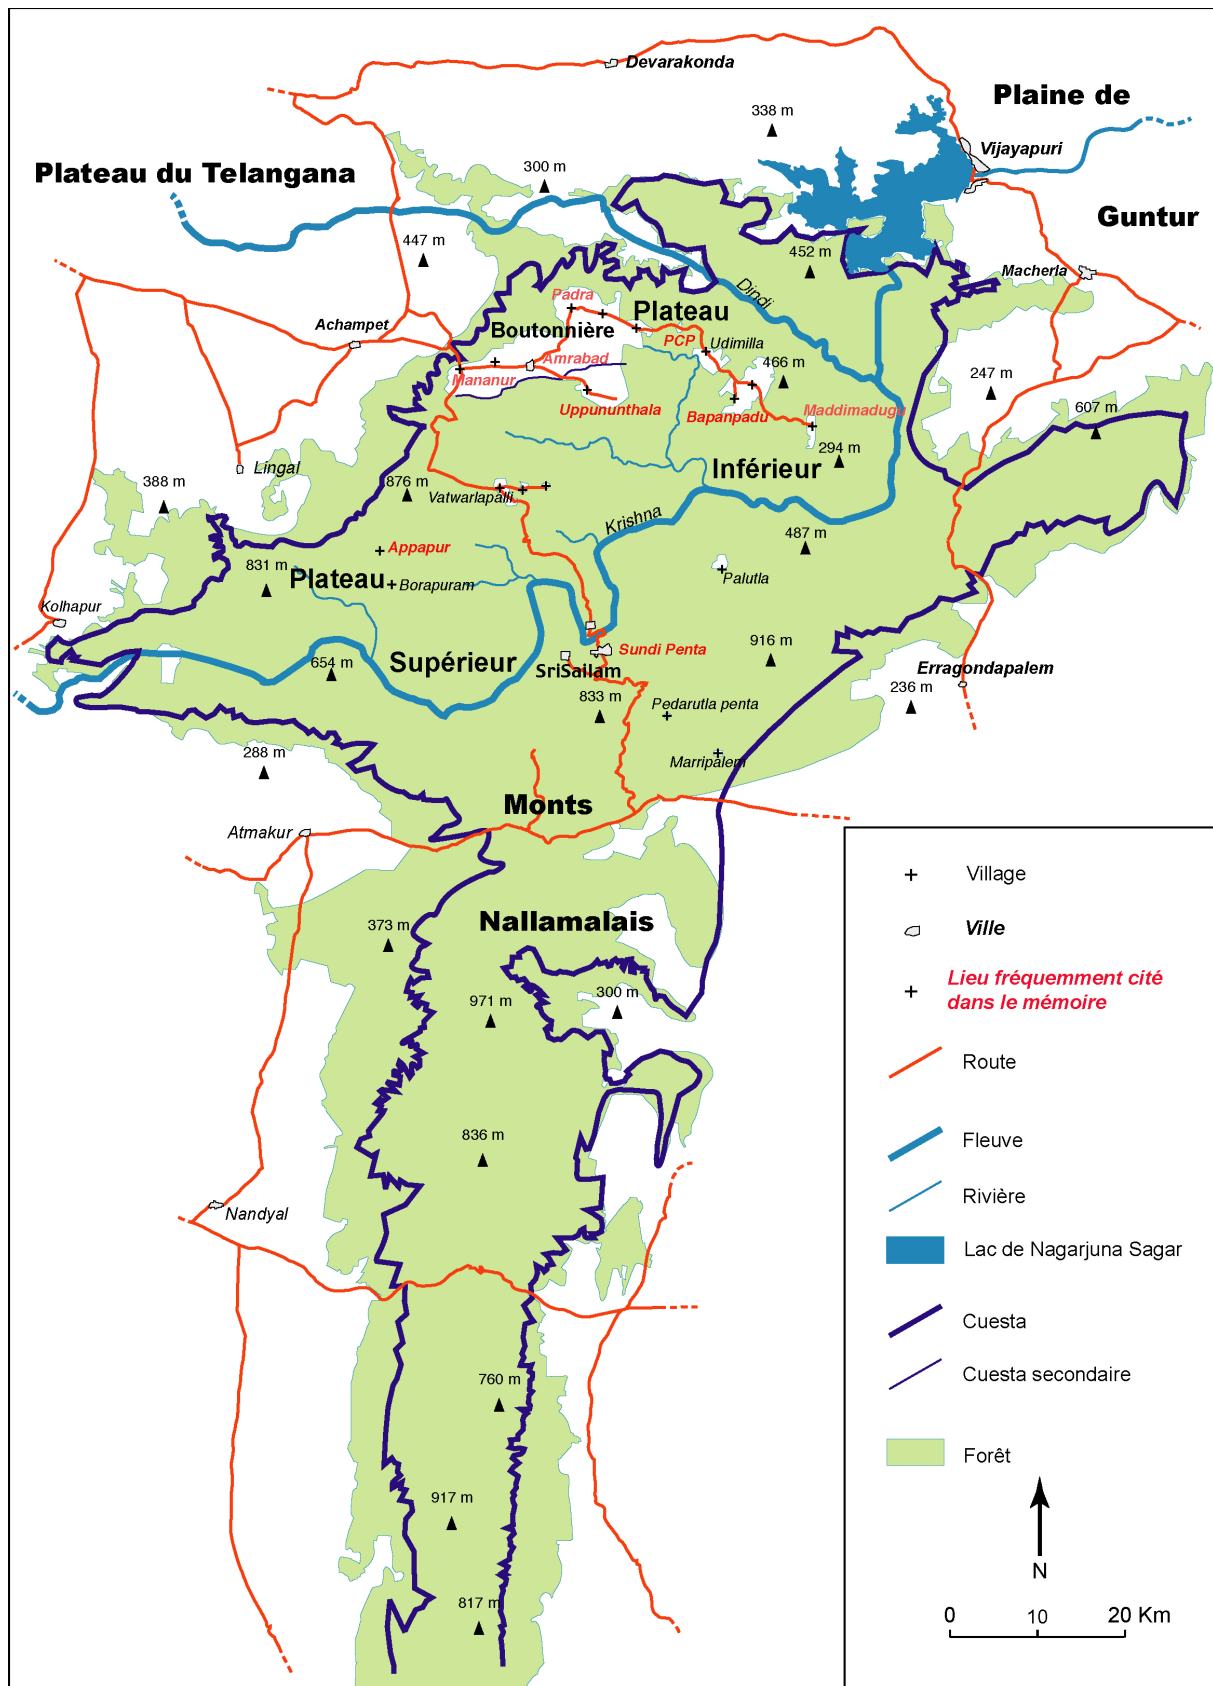 Devarakonda
Plaine de
338 m
Vijayapuri
Plateau du Telangana
300 m
Guntur
447 m
452 m
Macherla
Dindi
Padra
Plateau
Achampet
Boutonnière
PCP
Udimilla
Amrabad
466 m
247 m
Mananur
Uppununthala
Bapanpadu
Maddimadugu
607 m
294 m
Lingal
Inférieur
388 m
876 m
Vatwarlapalli
Krishna
487 m
Appapur
831 m
Plateau
Borapuram
Palutla
Kolhapur
Sundi Penta
916 m
654 m
Supérieur
SriSailam
Erragondapalem
833 m
Pedarutla penta
236 m
288 m
Marripalem
Monts
Atmakur
Village
373 m
Nallamalais
Ville
971 m
300 m
Lieu fréquemment cité
dans le mémoire
Route
836 m
Fleuve
Rivière
Nandyal
Lac de Nagarjuna Sagar
Cuesta
760 m
Cuesta secondaire
Forêt
917 m
N
817 m
0 10 20 Km